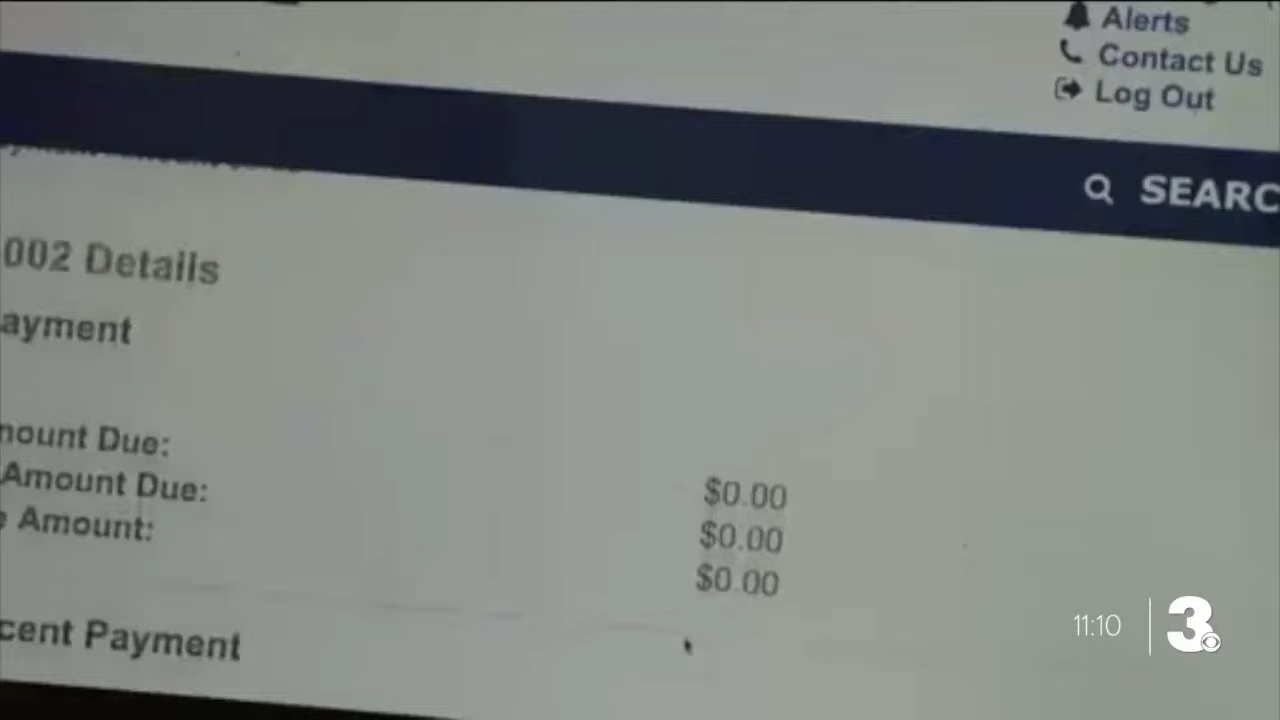 Alerts
Contact Us
Log Out
SEARC
002 Details
ayment
mount Due:
$0.00
Amount Due:
$0.00
e Amount:
$0.00
cent Payment
11:10
3